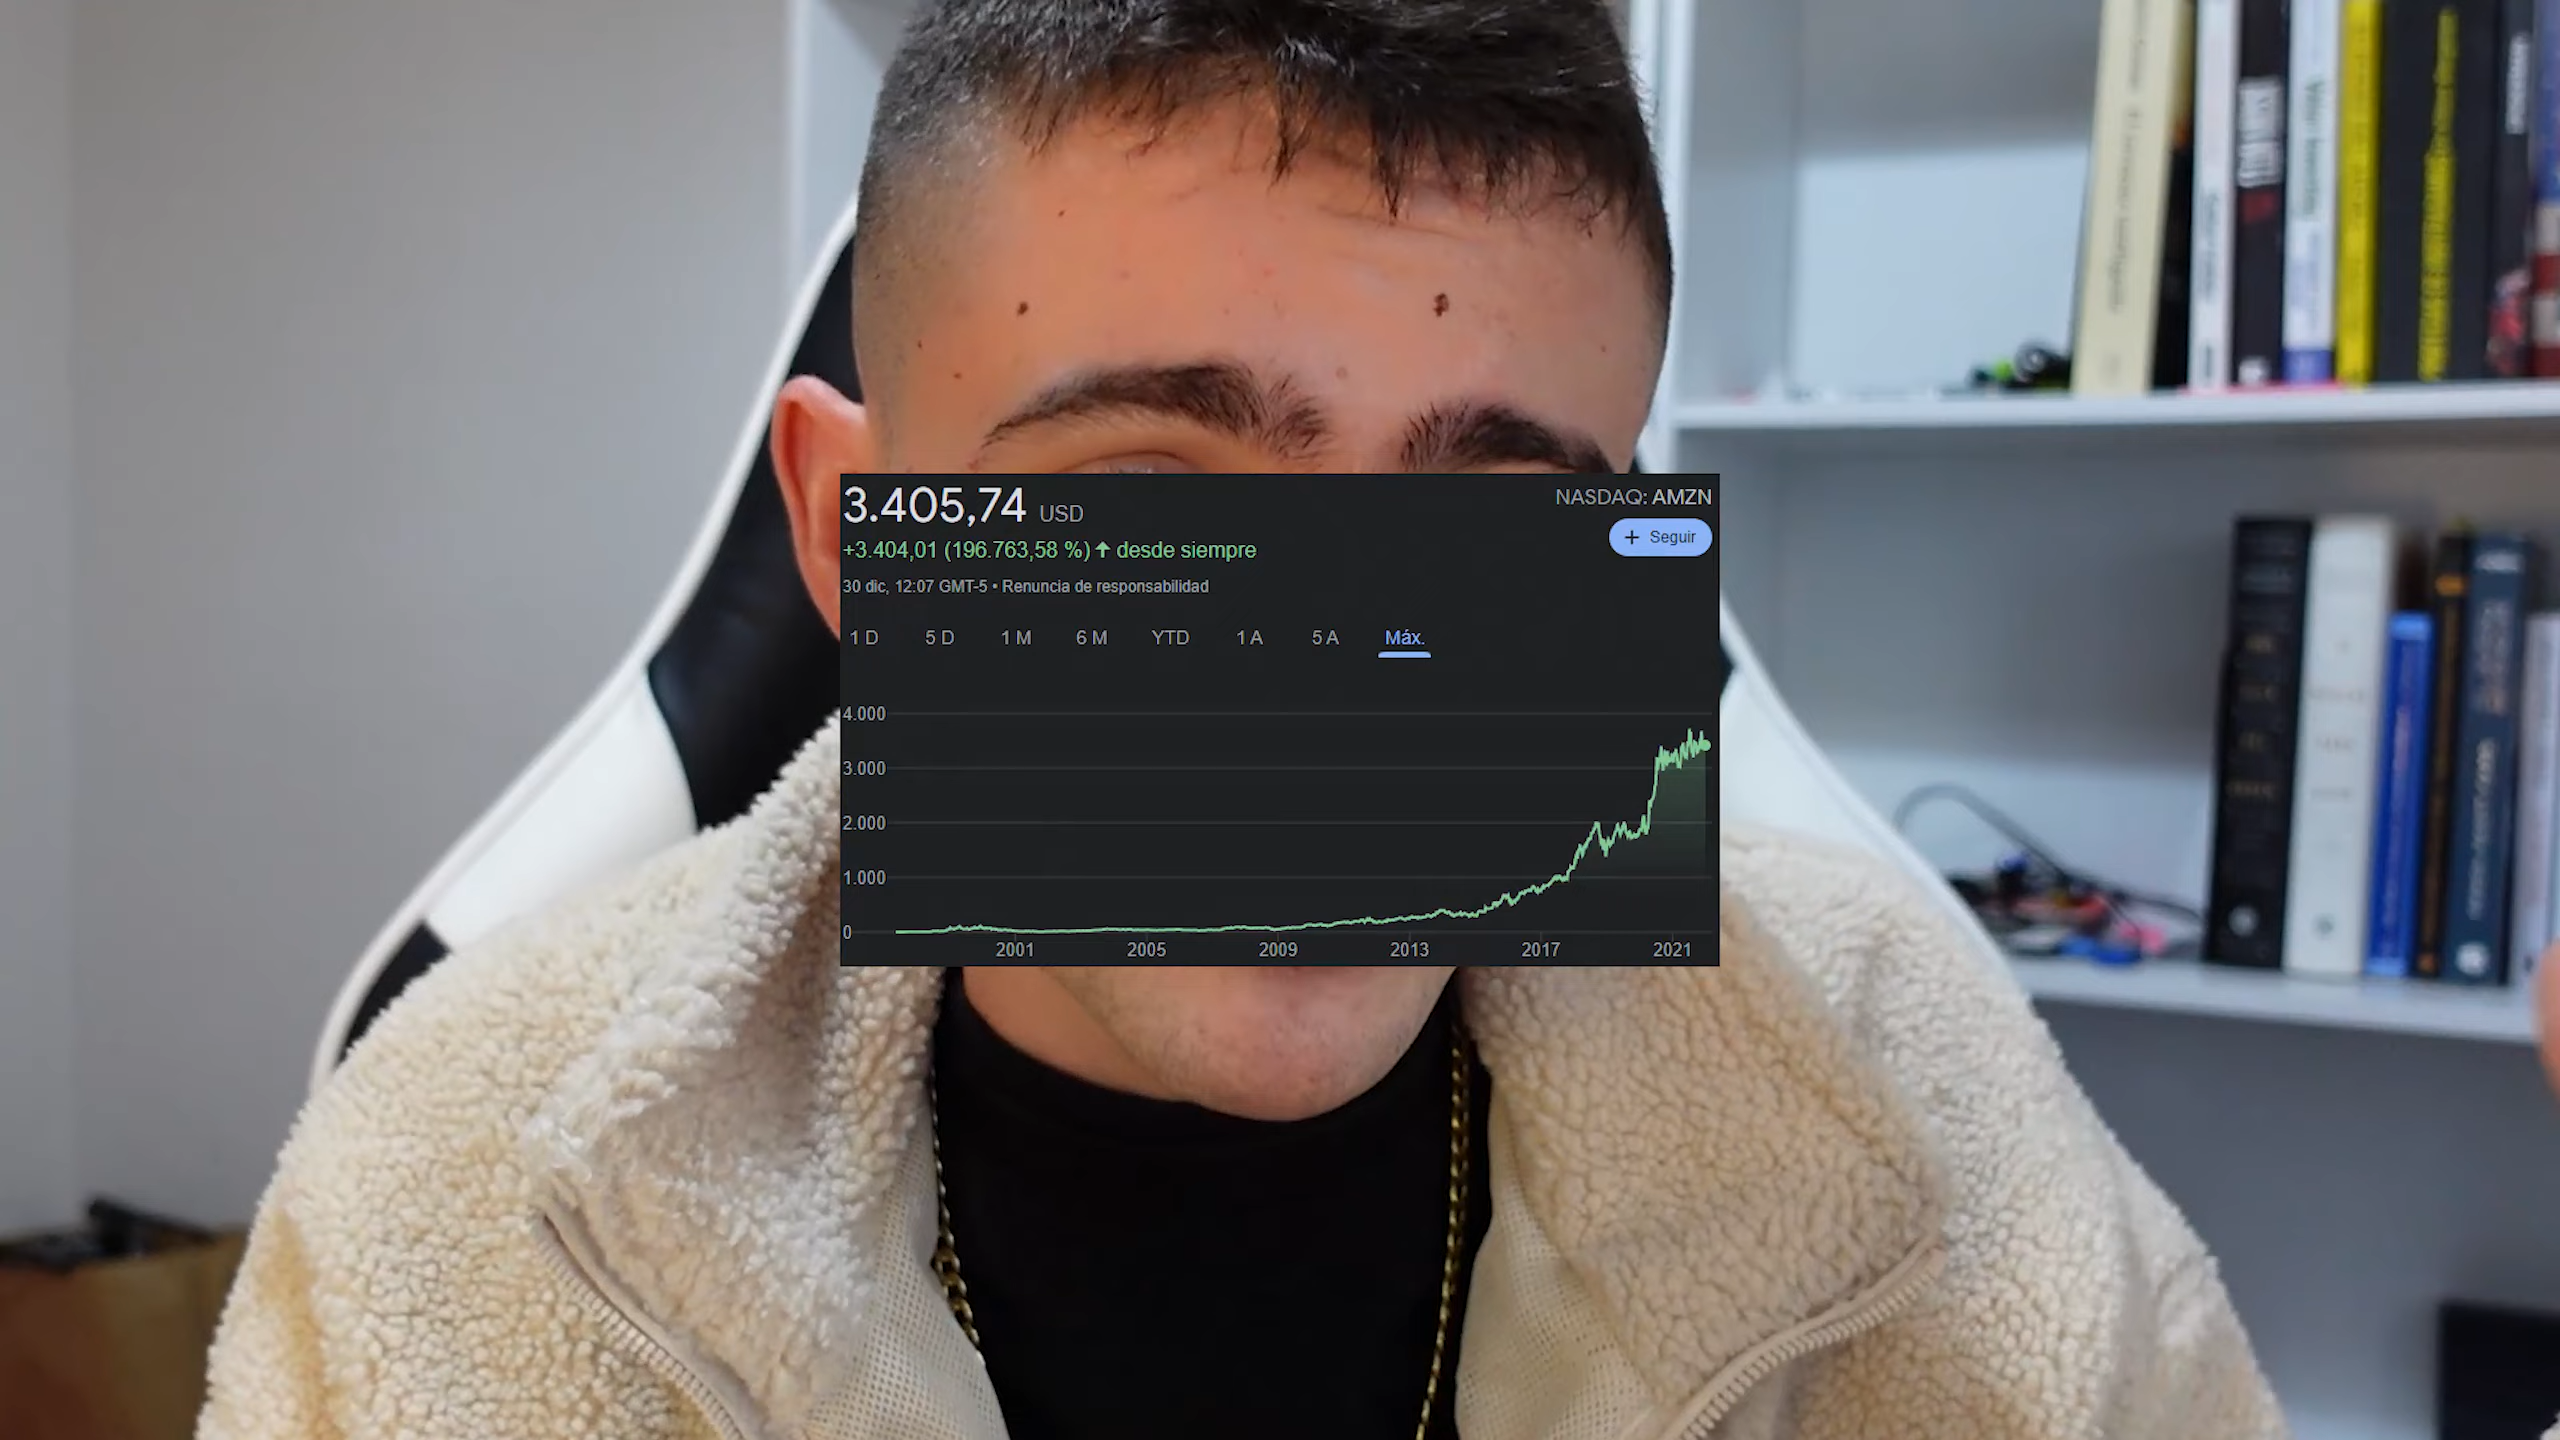 3.405,74 USD
NASDAQ: AMZN
+3.404,01 (196.763,58 %) ↑ desde siempre
+ Seguir
30 dic, 12:07 GMT-5 • Renuncia de responsabilidad
1 D 5 D 1 M 6 M YTD 1 A 5 A Máx.
4.000
3.000
2.000
1.000
0
2001 2005 2009 2013 2017 2021